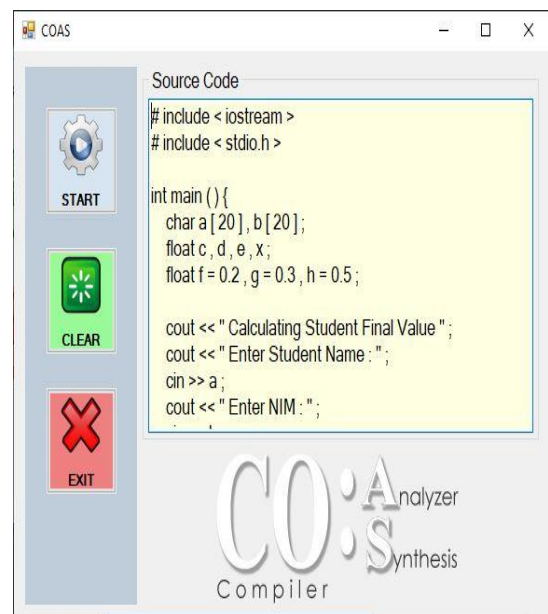 COAS
START
CLEAR
EXIT
Source Code
# include < iostream >
# include < stdio.h >
int main ( ) {
char a [ 20 ] , b [ 20 ] ;
float c , d , e , x ;
float f = 0.2 , g = 0.3 , h = 0.5 ;
cout << " Calculating Student Final Value " ;
cout << " Enter Student Name : " ;
cin >> a ;
cout << " Enter NIM : " ;
CO:
Analyzer
Synthesis
Compiler